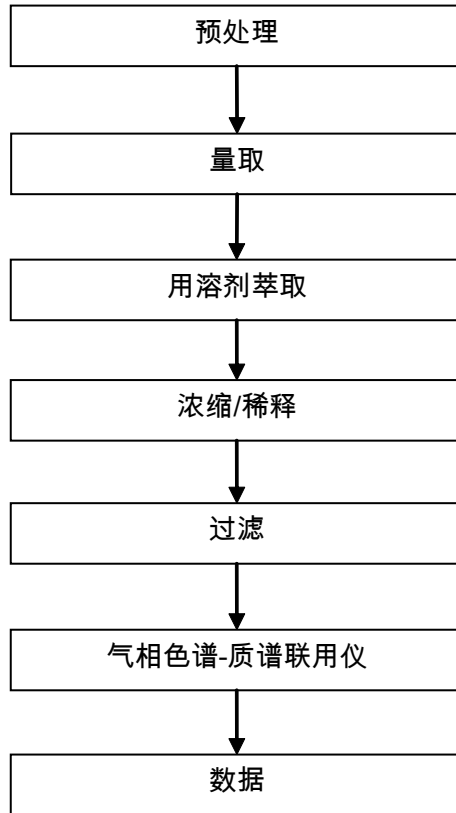 预处理
量取
用溶剂萃取
浓缩/稀释
过滤
气相色谱-质谱联用仪
数据